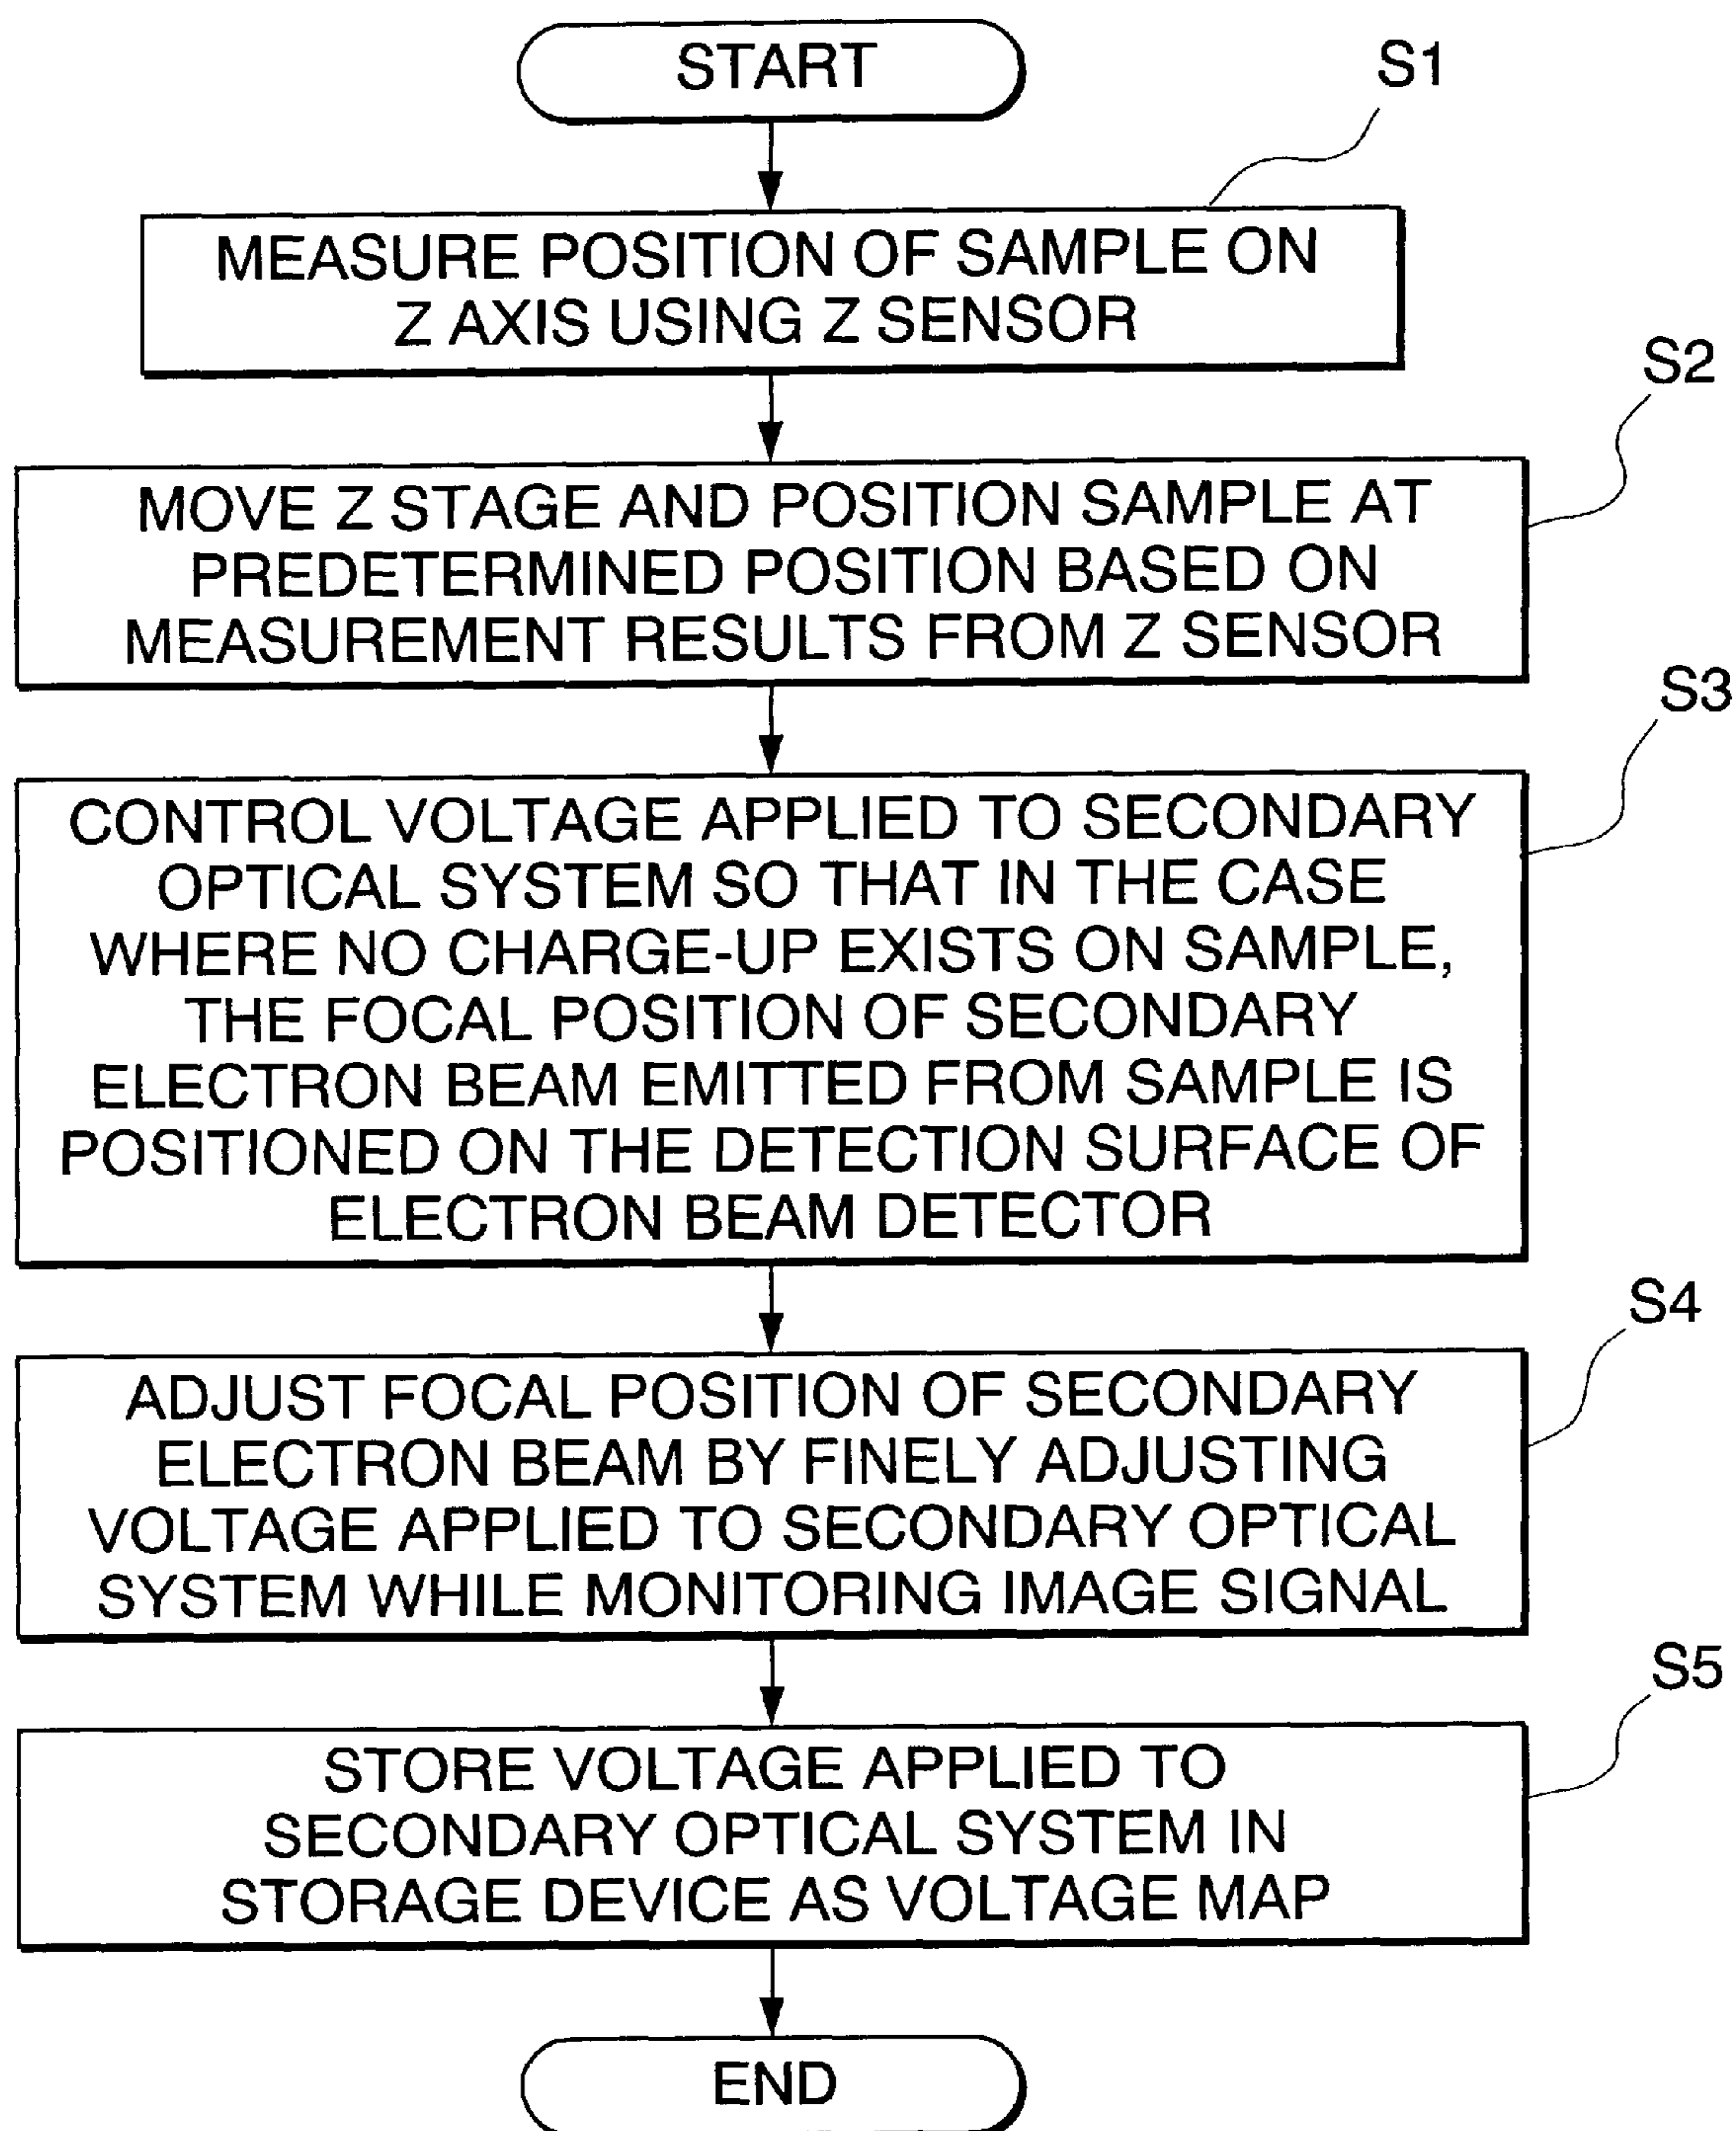 START
S1
MEASURE POSITION OF SAMPLE ON
Z AXIS USING Z SENSOR
S2
MOVE Z STAGE AND POSITION SAMPLE AT
PREDETERMINED POSITION BASED ON
MEASUREMENT RESULTS FROM Z SENSOR
S3
CONTROL VOLTAGE APPLIED TO SECONDARY
OPTICAL SYSTEM SO THAT IN THE CASE
WHERE NO CHARGE-UP EXISTS ON SAMPLE,
THE FOCAL POSITION OF SECONDARY
ELECTRON BEAM EMITTED FROM SAMPLE IS
POSITIONED ON THE DETECTION SURFACE OF
ELECTRON BEAM DETECTOR
S4
ADJUST FOCAL POSITION OF SECONDARY
ELECTRON BEAM BY FINELY ADJUSTING
VOLTAGE APPLIED TO SECONDARY OPTICAL
SYSTEM WHILE MONITORING IMAGE SIGNAL
S5
STORE VOLTAGE APPLIED TO
SECONDARY OPTICAL SYSTEM IN
STORAGE DEVICE AS VOLTAGE MAP
END